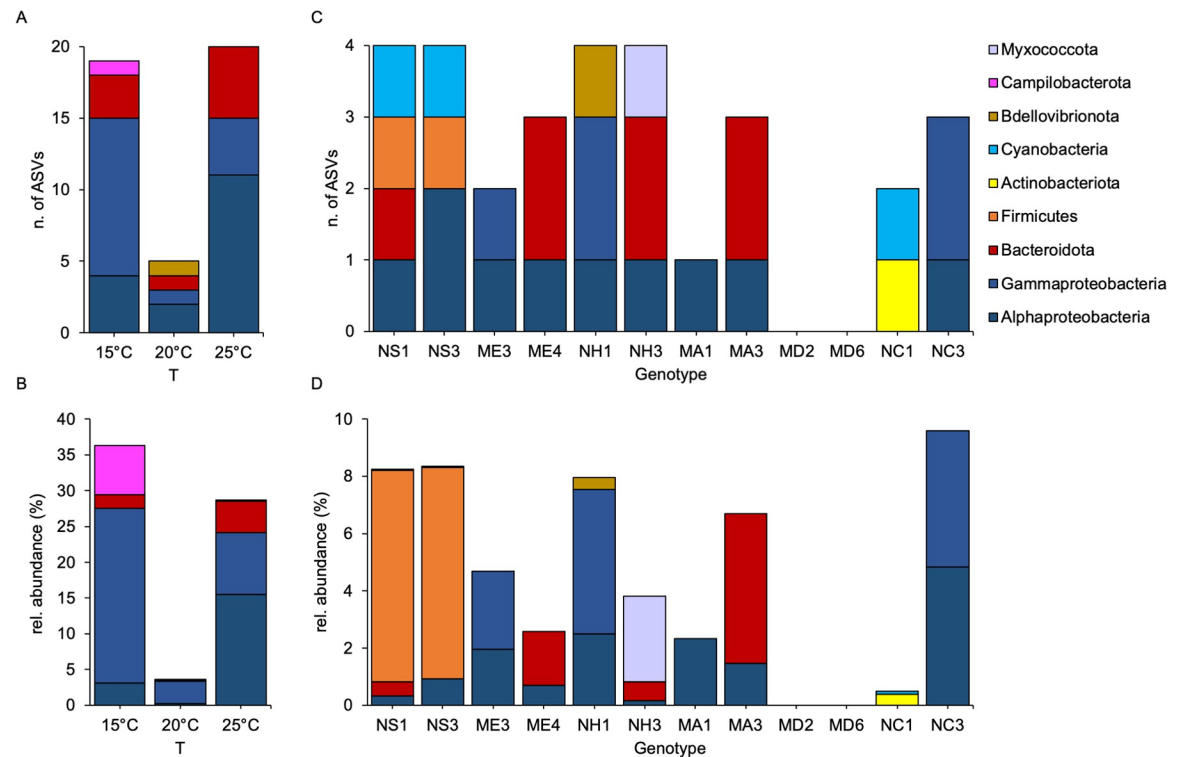 A
n. of ASVs
20
15
10
5
0
15°C 20°C 25°C
T
C
n. of ASVs
4
3
2
1
0
NS1 NS3 ME3 ME4 NH1 NH3 MA1 MA3 MD2 MD6 NC1 NC3
Genotype
Myxococcota
Campilobacterota
Bdellovibrionota
Cyanobacteria
Actinobacteriota
Firmicutes
Bacteroidota
Gammaproteobacteria
Alphaproteobacteria
B
rel. abundance (%)
40
35
30
25
20
15
10
5
0
15°C 20°C 25°C
T
D
rel. abundance (%)
10
8
6
4
2
0
NS1 NS3 ME3 ME4 NH1 NH3 MA1 MA3 MD2 MD6 NC1 NC3
Genotype